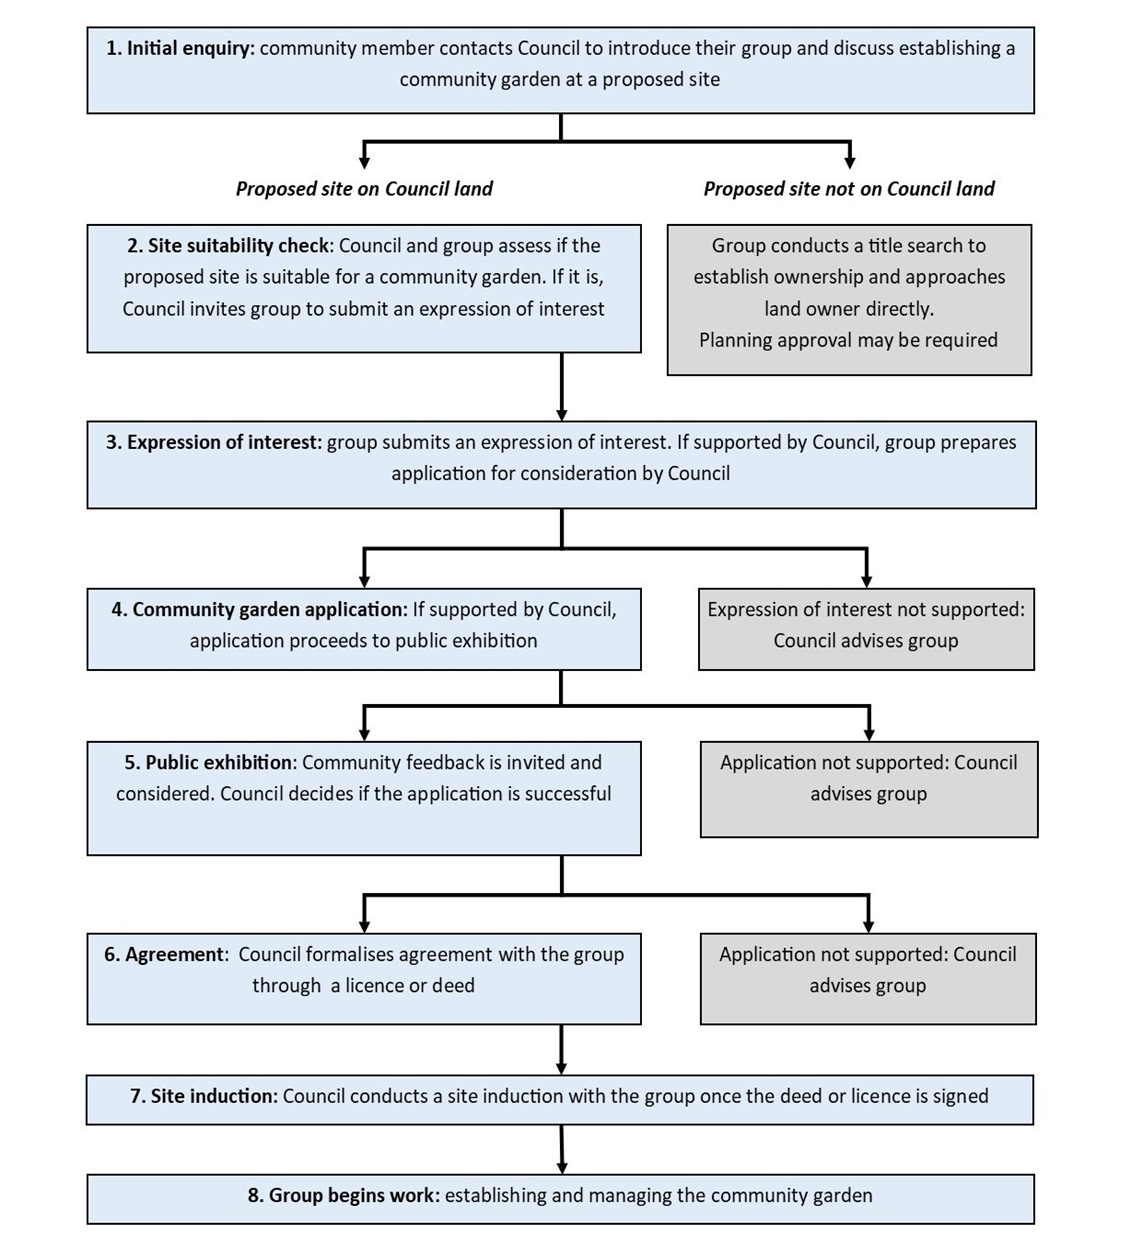 1. Initial enquiry: community member contacts Council to introduce their group and discuss establishing a
community garden at a proposed site
Proposed site on Council land
Proposed site not on Council land
2. Site suitability check: Council and group assess if the
proposed site is suitable for a community garden. If it is,
Council invites group to submit an expression of interest
Group conducts a title search to
establish ownership and approaches
land owner directly.
Planning approval may be required
3. Expression of interest: group submits an expression of interest. If supported by Council, group prepares
application for consideration by Council
4. Community garden application: If supported by Council,
application proceeds to public exhibition
Expression of interest not supported:
Council advises group
5. Public exhibition: Community feedback is invited and
considered. Council decides if the application is successful
Application not supported: Council
advises group
6. Agreement: Council formalises agreement with the group
through a licence or deed
Application not supported: Council
advises group
7. Site induction: Council conducts a site induction with the group once the deed or licence is signed
8. Group begins work: establishing and managing the community garden